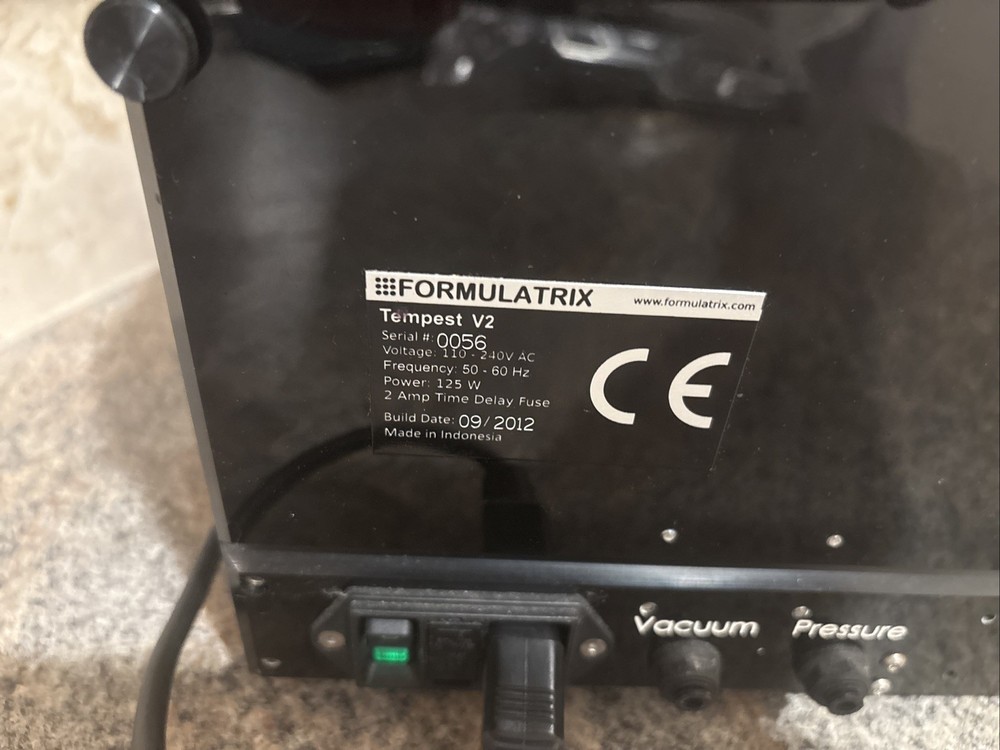 FORMULATRIX www.formulatrix.com
Tempest V2
Serial #: 0056
Voltage: 110 - 240V AC
Frequency: 50 - 60 Hz
Power: 125 W
2 Amp Time Delay Fuse
Build Date: 09/2012
Made in Indonesia
CE
Vacuum Pressure